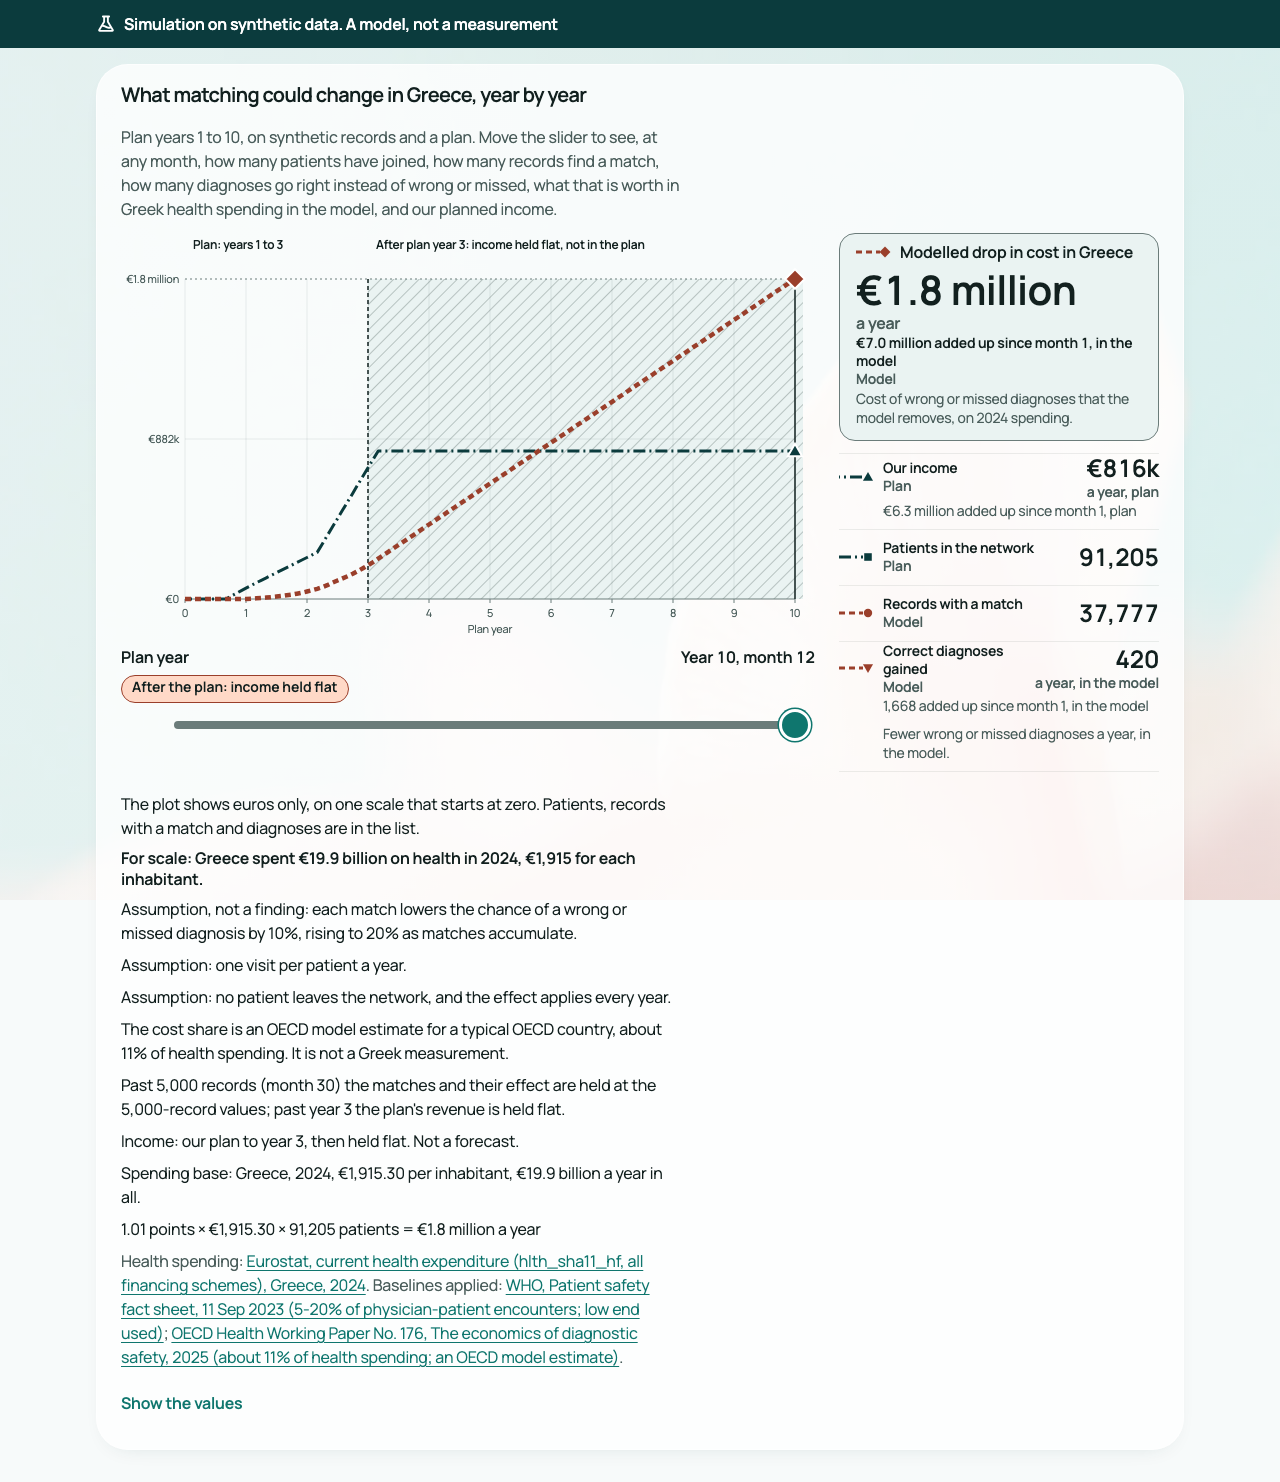 Simulation on synthetic data. A model, not a measurement
What matching could change in Greece, year by year
Plan years 1 to 10, on synthetic records and a plan. Move the slider to see, at
any month, how many patients have joined, how many records find a match,
how many diagnoses go right instead of wrong or missed, what that is worth in
Greek health spending in the model, and our planned income.
Plan: years 1 to 3
After plan year 3: income held flat, not in the plan
€1.8 million
€882k
€0
0 1 2 3 4 5 6 7 8 9 10
Plan year
Plan year
Year 10, month 12
After the plan: income held flat
Modelled drop in cost in Greece
€1.8 million
a year
€7.0 million added up since month 1, in the
model
Model
Cost of wrong or missed diagnoses that the
model removes, on 2024 spending.
Our income
Plan
€816k
a year, plan
€6.3 million added up since month 1, plan
Patients in the network
Plan
91,205
Records with a match
Model
37,777
Correct diagnoses
gained
Model
420
a year, in the model
1,668 added up since month 1, in the model
Fewer wrong or missed diagnoses a year, in
the model.
The plot shows euros only, on one scale that starts at zero. Patients, records
with a match and diagnoses are in the list.
For scale: Greece spent €19.9 billion on health in 2024, €1,915 for each
inhabitant.
Assumption, not a finding: each match lowers the chance of a wrong or
missed diagnosis by 10%, rising to 20% as matches accumulate.
Assumption: one visit per patient a year.
Assumption: no patient leaves the network, and the effect applies every year.
The cost share is an OECD model estimate for a typical OECD country, about
11% of health spending. It is not a Greek measurement.
Past 5,000 records (month 30) the matches and their effect are held at the
5,000-record values; past year 3 the plan's revenue is held flat.
Income: our plan to year 3, then held flat. Not a forecast.
Spending base: Greece, 2024, €1,915.30 per inhabitant, €19.9 billion a year in
all.
1.01 points × €1,915.30 × 91,205 patients = €1.8 million a year
Health spending: Eurostat, current health expenditure (hlth_sha11_hf, all
financing schemes), Greece, 2024. Baselines applied: WHO, Patient safety
fact sheet, 11 Sep 2023 (5-20% of physician-patient encounters; low end
used); OECD Health Working Paper No. 176, The economics of diagnostic
safety, 2025 (about 11% of health spending; an OECD model estimate).
Show the values